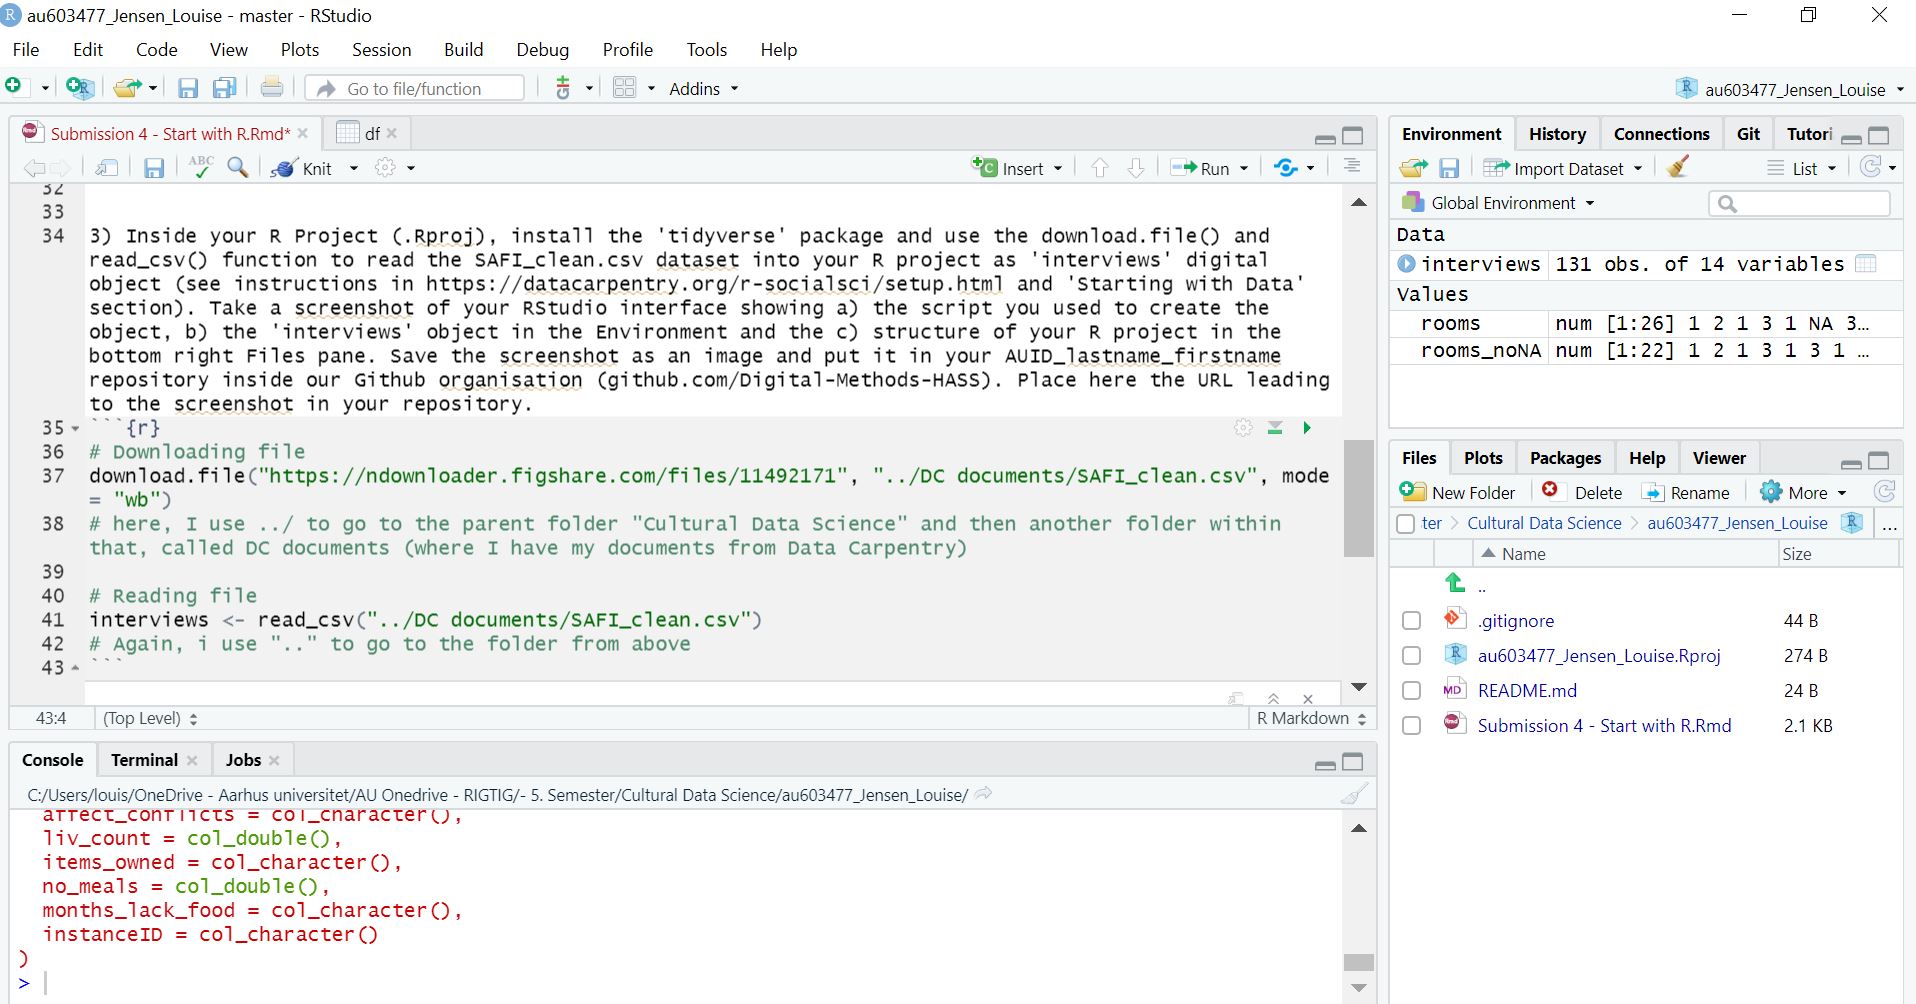 au603477_Jensen_Louise - master - RStudio
File Edit Code View Plots Session Build Debug Profile Tools Help
Go to file/function Addins au603477_Jensen_Louise
Submission 4 - Start with R.Rmd* df
ABC Knit Insert Run
32
33
34 3) Inside your R Project (.Rproj), install the 'tidyverse' package and use the download.file() and
read_csv() function to read the SAFI_clean.csv dataset into your R project as 'interviews' digital
object (see instructions in https://datacarpentry.org/r-socialsci/setup.html and 'Starting with Data'
section). Take a screenshot of your RStudio interface showing a) the script you used to create the
object, b) the 'interviews' object in the Environment and the c) structure of your R project in the
bottom right Files pane. Save the screenshot as an image and put it in your AUID_lastname_firstname
repository inside our Github organisation (github.com/Digital-Methods-HASS). Place here the URL leading
to the screenshot in your repository.
35 ```{r}
36 # Downloading file
37 download.file("https://ndownloader.figshare.com/files/11492171", "../DC documents/SAFI_clean.csv", mode
= "wb")
38 # here, I use ../ to go to the parent folder "Cultural Data Science" and then another folder within
that, called DC documents (where I have my documents from Data Carpentry)
39
40 # Reading file
41 interviews <- read_csv("../DC documents/SAFI_clean.csv")
42 # Again, i use ".." to go to the folder from above
43 ```
43:4 (Top Level) R Markdown
Console Terminal Jobs
C:/Users/louis/OneDrive - Aarhus universitet/AU Onedrive - RIGTIG/- 5. Semester/Cultural Data Science/au603477_Jensen_Louise/
affect_conflicts = col_character(),
liv_count = col_double(),
items_owned = col_character(),
no_meals = col_double(),
months_lack_food = col_character(),
instanceID = col_character()
)
>
Environment History Connections Git Tutori
Import Dataset List
Global Environment
Data
interviews 131 obs. of 14 variables
Values
rooms num [1:26] 1 2 1 3 1 NA 3...
rooms_noNA num [1:22] 1 2 1 3 1 3 1 ...
Files Plots Packages Help Viewer
New Folder Delete Rename More
ter Cultural Data Science au603477_Jensen_Louise ...
Name Size
..
.gitignore 44 B
au603477_Jensen_Louise.Rproj 274 B
README.md 24 B
Submission 4 - Start with R.Rmd 2.1 KB